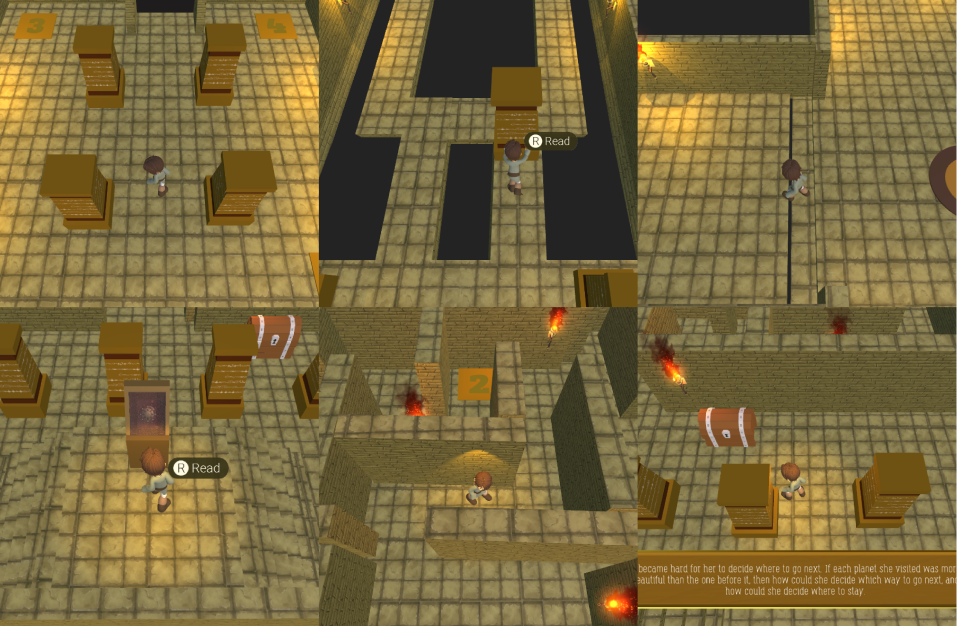 3
4
R Read
R Read
2
became hard for her to decide where to go next. If each planet she visited was mor
eautiful than the one before it, then how could she decide which way to go next, and
how could she decide where to stay